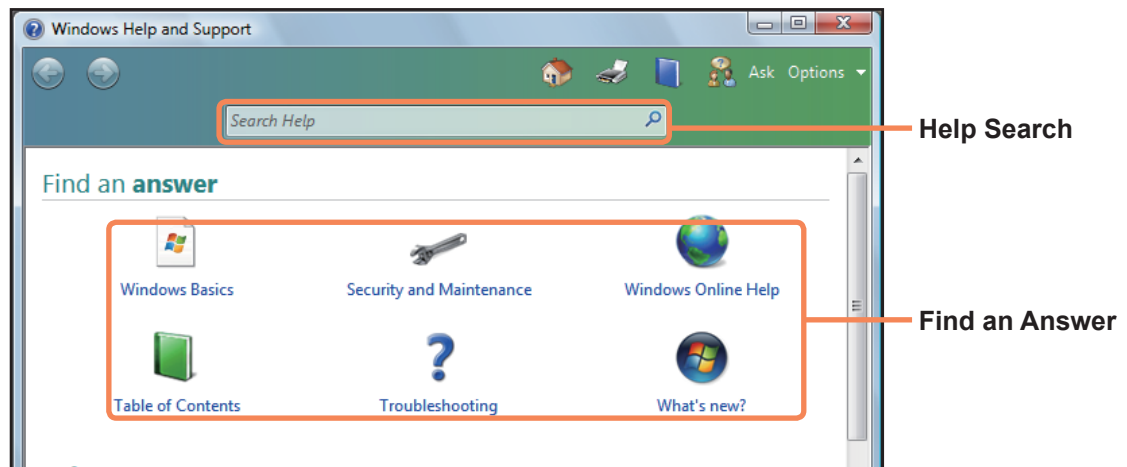 Windows Help and Support
Ask Options
Search Help
Help Search
Find an answer
Windows Basics Security and Maintenance Windows Online Help
Find an Answer
Table of Contents Troubleshooting What's new?